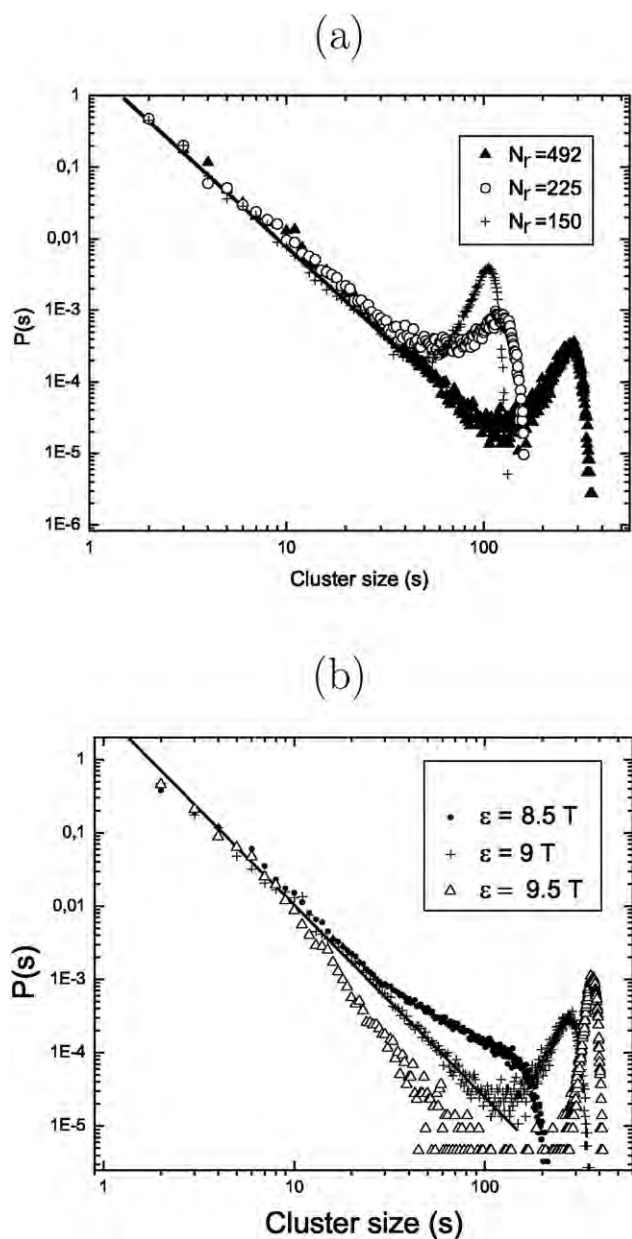 (a)
1
0,1
0,01
1E-3
1E-4
1E-5
1E-6
P(s)
▲ N_r=492
○ N_r=225
+ N_r=150
1 10 100
Cluster size (s)
(b)
1
0,1
0,01
1E-3
1E-4
1E-5
P(s)
• ε = 8.5 T
+ ε = 9 T
△ ε = 9.5 T
1 10 100
Cluster size (s)